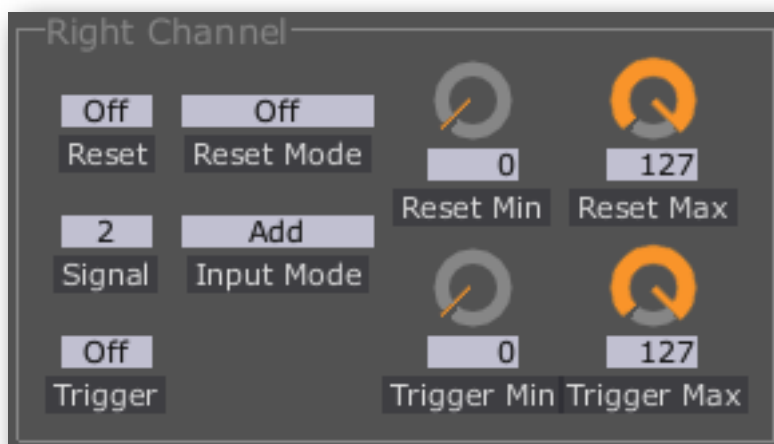 Right Channel
Off Off
Reset Reset Mode
0 127
Reset Min Reset Max
2 Add
Signal Input Mode
0 127
Off
Trigger Trigger Min Trigger Max